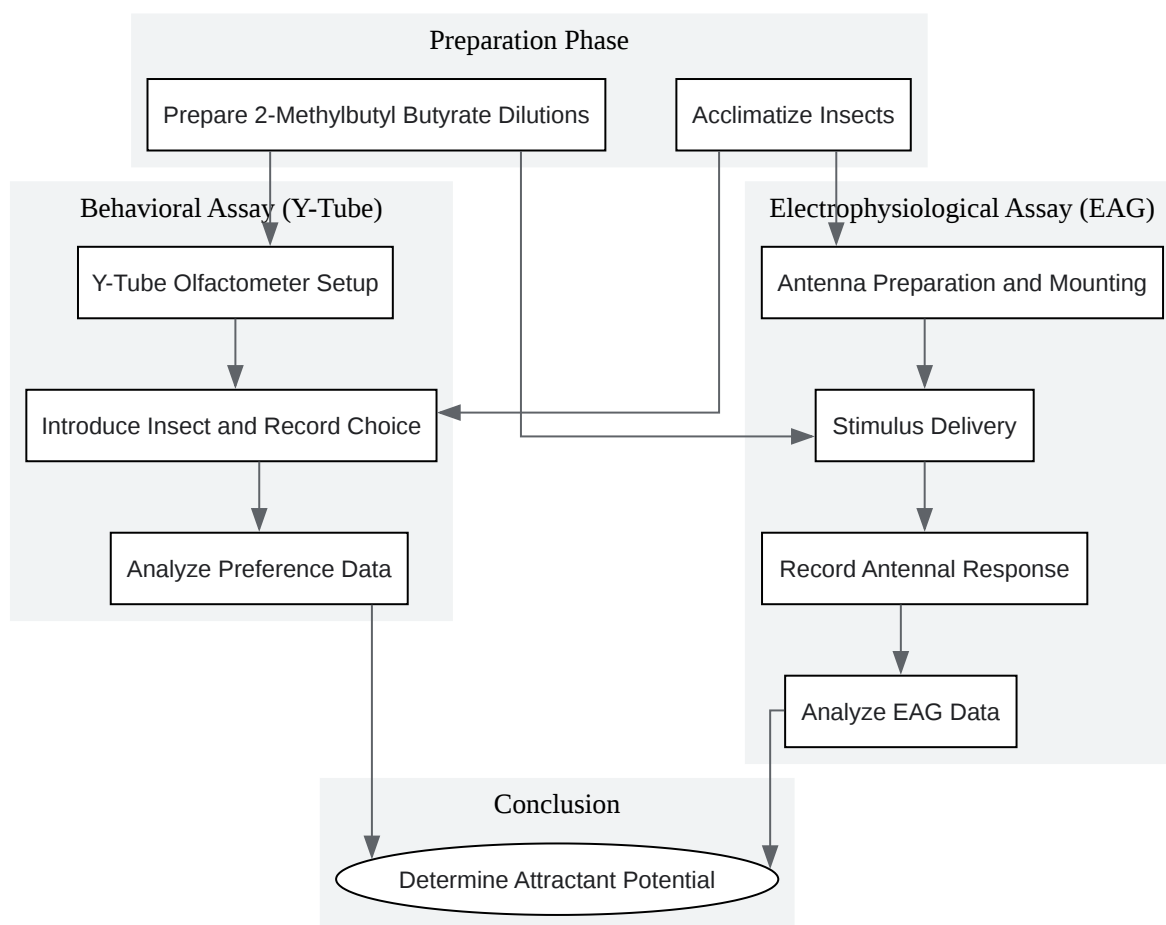 Preparation Phase
Prepare 2-Methylbutyl Butyrate Dilutions
Acclimatize Insects
Behavioral Assay (Y-Tube)
Electrophysiological Assay (EAG)
Y-Tube Olfactometer Setup
Antenna Preparation and Mounting
Introduce Insect and Record Choice
Stimulus Delivery
Analyze Preference Data
Record Antennal Response
Analyze EAG Data
Conclusion
Determine Attractant Potential